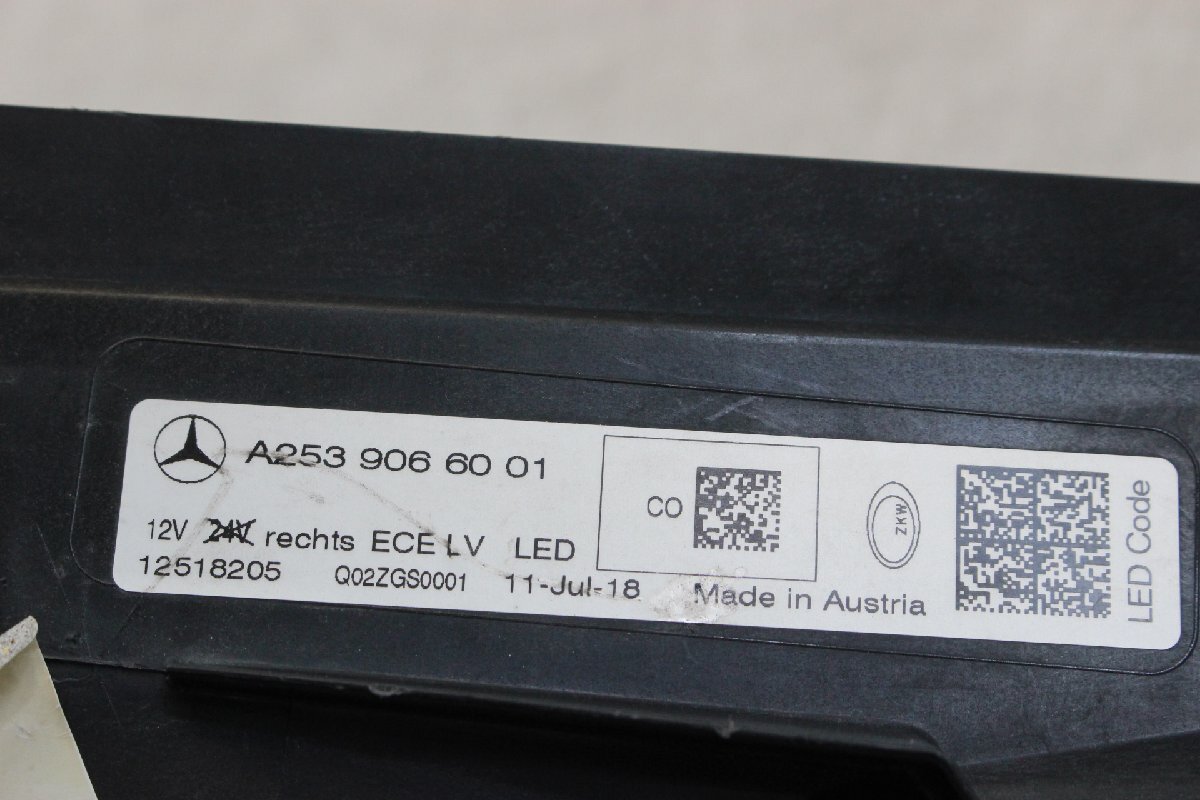 A253 906 60 01
12V 24V rechts ECE LV LED
12518205 Q02ZGS0001 11-Jul-18
CO
Made in Austria
ZKW
LED Code